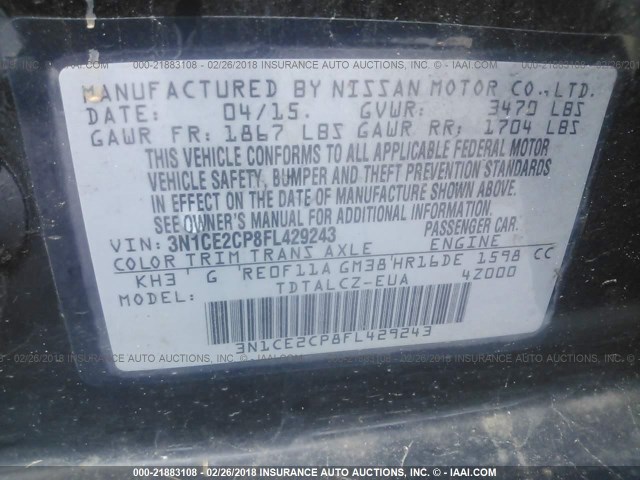 000-21883108 - 02/26/2018 INSURANCE AUTO AUCTIONS, INC. - © IAAI.COM
MANUFACTURED BY NISSAN MOTOR CO.,LTD.
DATE: 04/15. GVWR: 3470 LBS
GAWR FR: 1867 LBS GAWR RR: 1704 LBS
THIS VEHICLE CONFORMS TO ALL APPLICABLE FEDERAL MOTOR
VEHICLE SAFETY, BUMPER AND THEFT PREVENTION STANDARDS
IN EFFECT ON THE DATE OF MANUFACTURE SHOWN ABOVE.
SEE OWNER'S MANUAL FOR ADDITIONAL INFORMATION.
VIN: 3N1CE2CP8FL429243 PASSENGER CAR.
COLOR TRIM TRANS AXLE ENGINE
KH3 G RE0F11A GM38 HR16DE 1598 CC
MODEL: TDTALCZ-EUA 4Z000
3N1CE2CP8FL429243
000-21883108 - 02/26/2018 INSURANCE AUTO AUCTIONS, INC. - © IAAI.COM